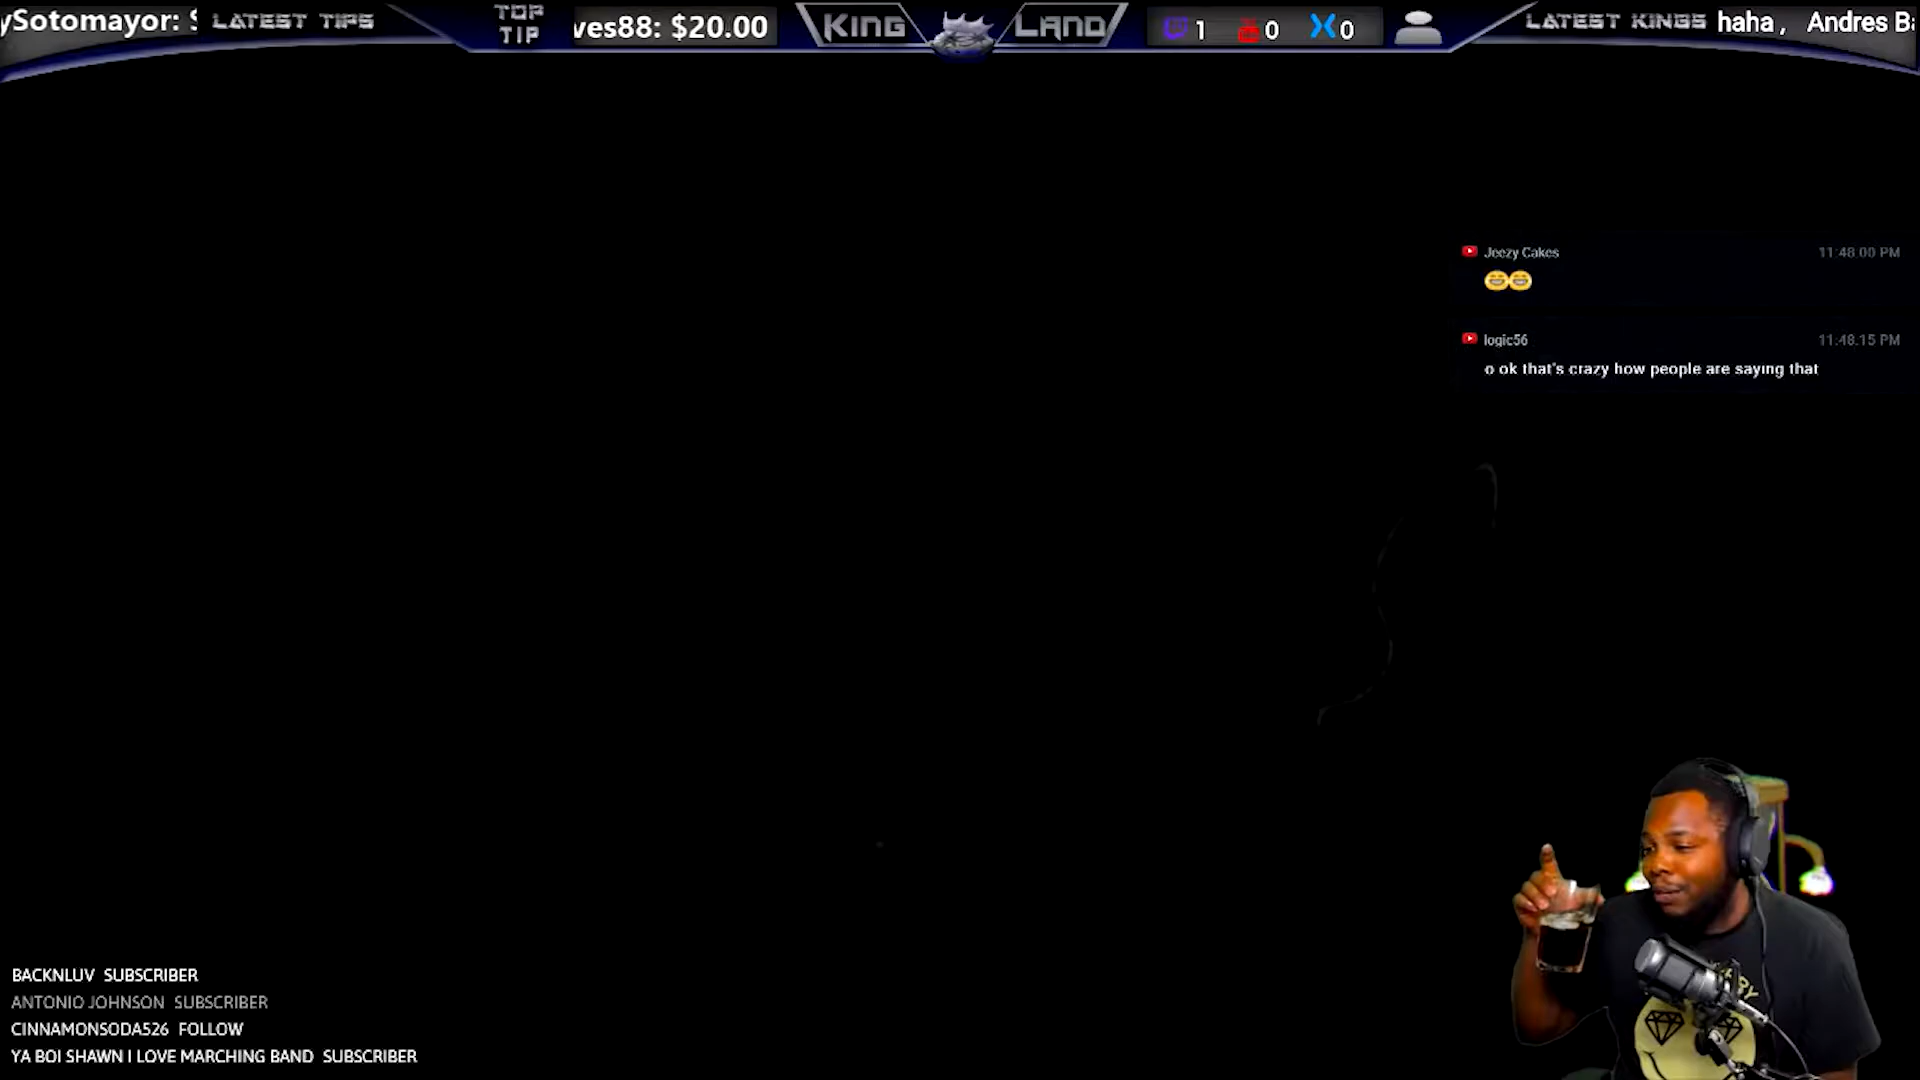 ySotomayor: $ LATEST TIPS TOP TIP ves88: $20.00 KING LAND 1 0 0 LATEST KINGS haha , Andres Ba
Jeezy Cakes 11:48:00 PM
logic56 11:48:15 PM
o ok that's crazy how people are saying that
BACKNLUV SUBSCRIBER
ANTONIO JOHNSON SUBSCRIBER
CINNAMONSODA526 FOLLOW
YA BOI SHAWN I LOVE MARCHING BAND SUBSCRIBER